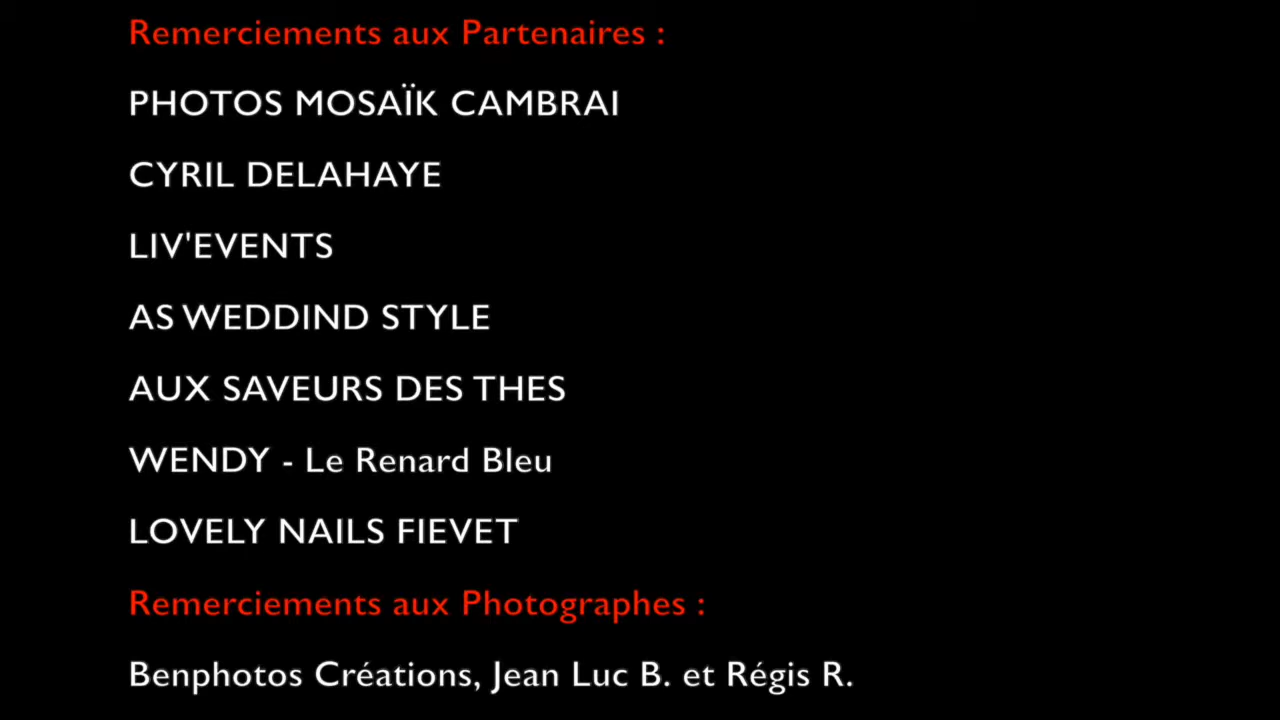 Remerciements aux Partenaires :
PHOTOS MOSAÏK CAMBRAI
CYRIL DELAHAYE
LIV'EVENTS
AS WEDDIND STYLE
AUX SAVEURS DES THES
WENDY - Le Renard Bleu
LOVELY NAILS FIEVET
Remerciements aux Photographes :
Benphotos Créations, Jean Luc B. et Régis R.